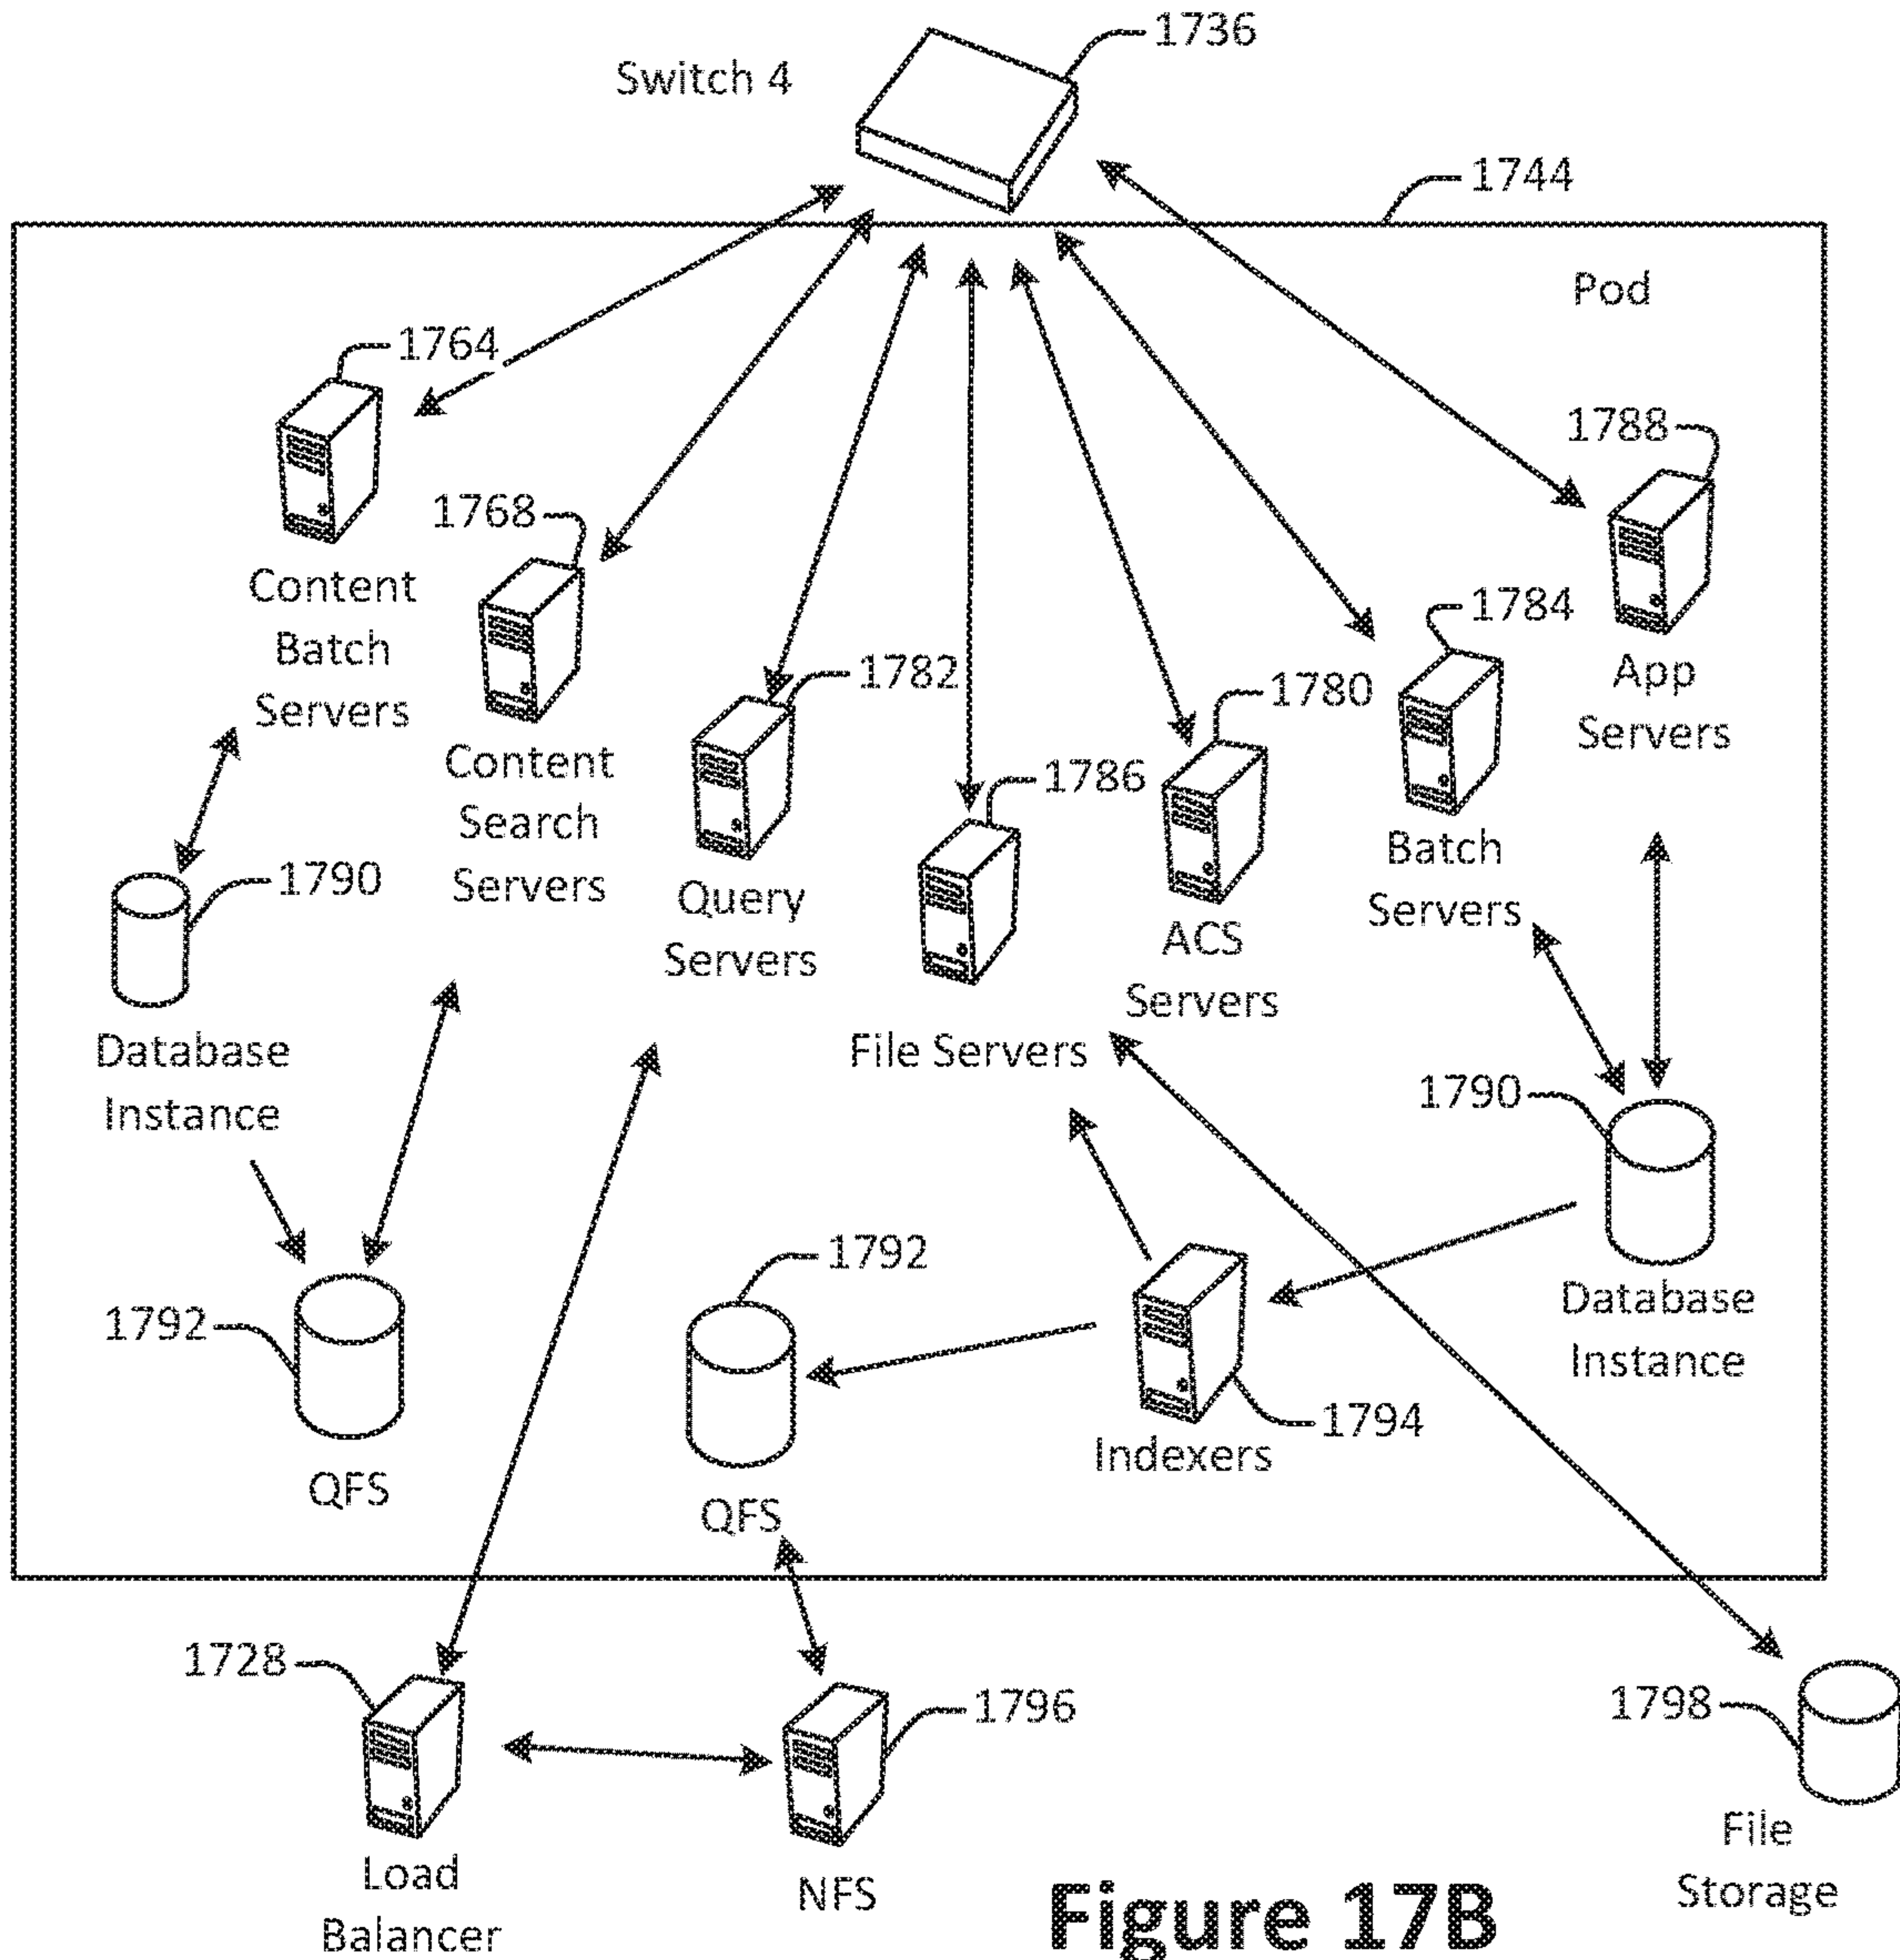 1736
Switch 4
1744
Pod
1764
1788
1768
Content
Batch
Servers
1784
1782
1780
App
Servers
Content
Search
Servers
1786
Batch
Servers
1790
Query
Servers
ACS
Servers
Database
Instance
File Servers
1790
1792
1792
Database
Instance
1794
Indexers
QFS
QFS
1728
1796
1798
Load
Balancer
NFS
File
Storage
Figure 17B